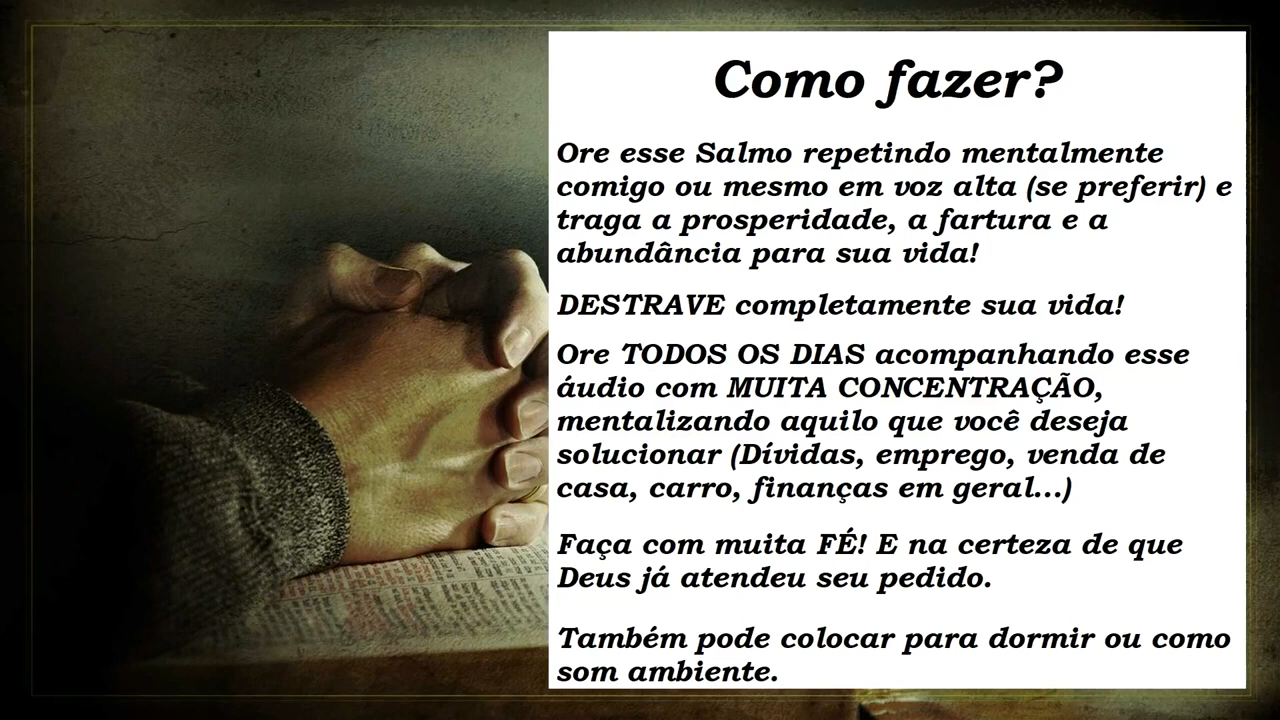 Como fazer?
Ore esse Salmo repetindo mentalmente
comigo ou mesmo em voz alta (se preferir) e
traga a prosperidade, a fartura e a
abundância para sua vida!
DESTRAVE completamente sua vida!
Ore TODOS OS DIAS acompanhando esse
áudio com MUITA CONCENTRAÇÃO,
mentalizando aquilo que você deseja
solucionar (Dívidas, emprego, venda de
casa, carro, finanças em geral...)
Faça com muita FÉ! E na certeza de que
Deus já atendeu seu pedido.
Também pode colocar para dormir ou como
som ambiente.